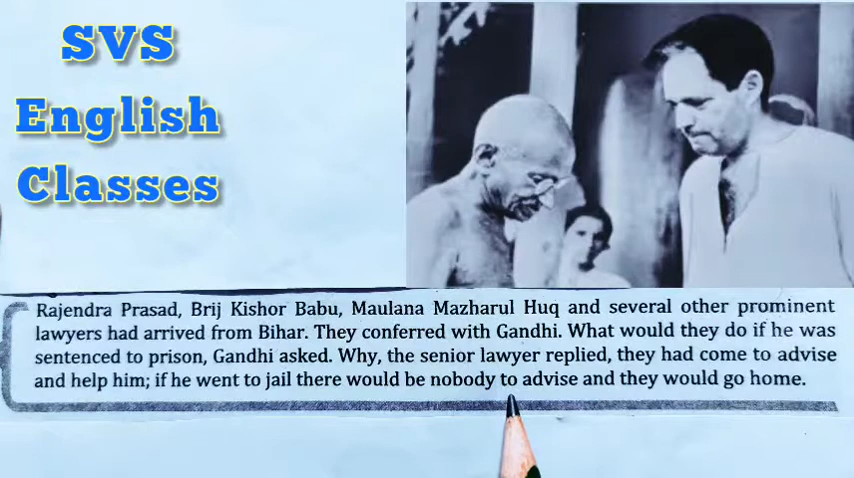 SVS
English
Classes
Rajendra Prasad, Brij Kishor Babu, Maulana Mazharul Huq and several other prominent
lawyers had arrived from Bihar. They conferred with Gandhi. What would they do if he was
sentenced to prison, Gandhi asked. Why, the senior lawyer replied, they had come to advise
and help him; if he went to jail there would be nobody to advise and they would go home.